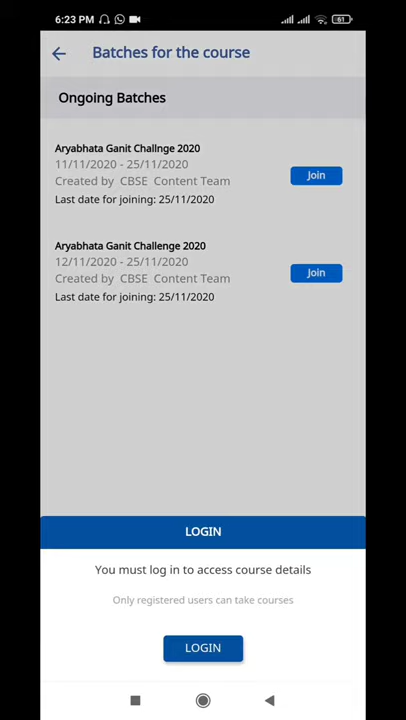 6:23 PM
61
Batches for the course
Ongoing Batches
Aryabhata Ganit Challnge 2020
11/11/2020 - 25/11/2020
Created by CBSE Content Team
Last date for joining: 25/11/2020
Join
Aryabhata Ganit Challenge 2020
12/11/2020 - 25/11/2020
Created by CBSE Content Team
Last date for joining: 25/11/2020
Join
LOGIN
You must log in to access course details
Only registered users can take courses
LOGIN